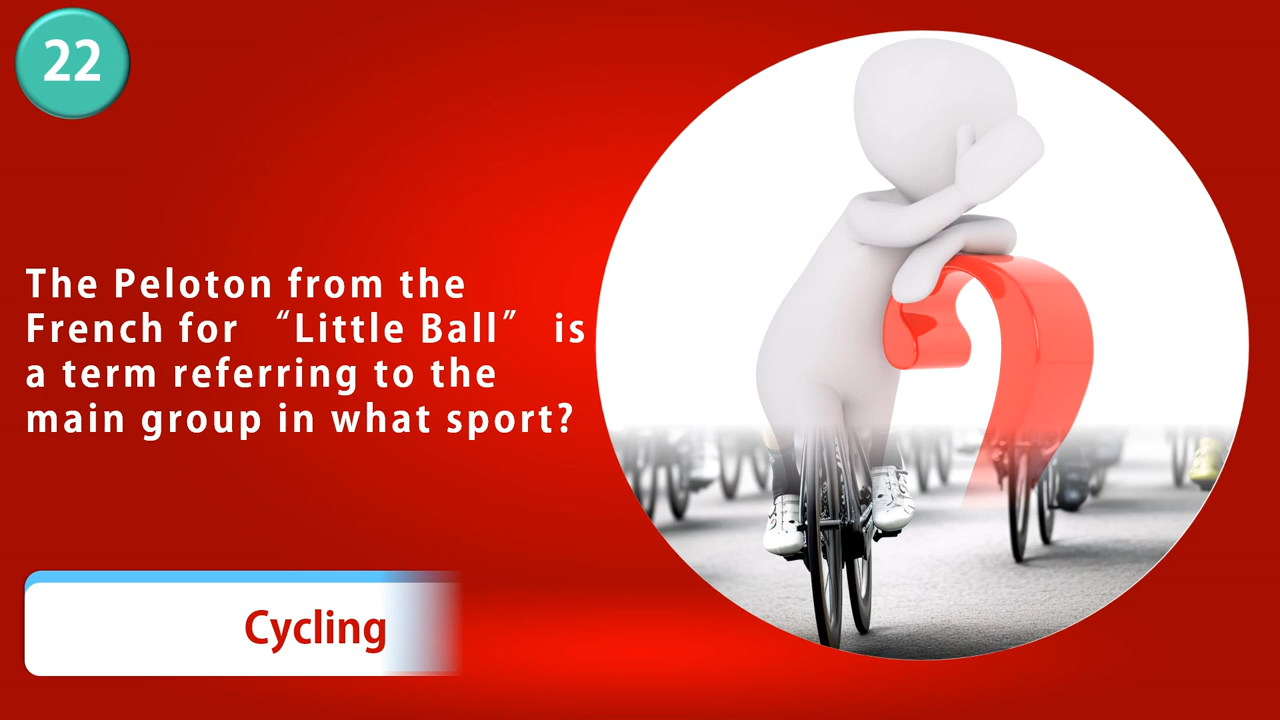 22
The Peloton from the
French for “Little Ball” is
a term referring to the
main group in what sport?
Cycling